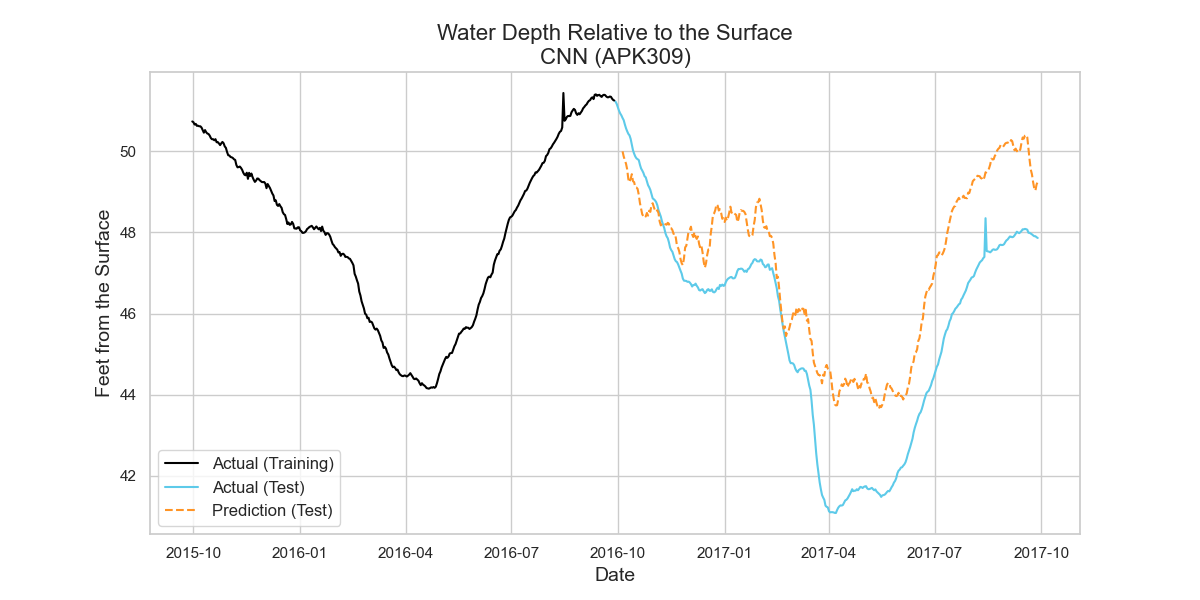 Water Depth Relative to the Surface
CNN (APK309)
Feet from the Surface
50
48
46
44
42
Actual (Training)
Actual (Test)
Prediction (Test)
2015-10
2016-01
2016-04
2016-07
2016-10
2017-01
2017-04
2017-07
2017-10
Date